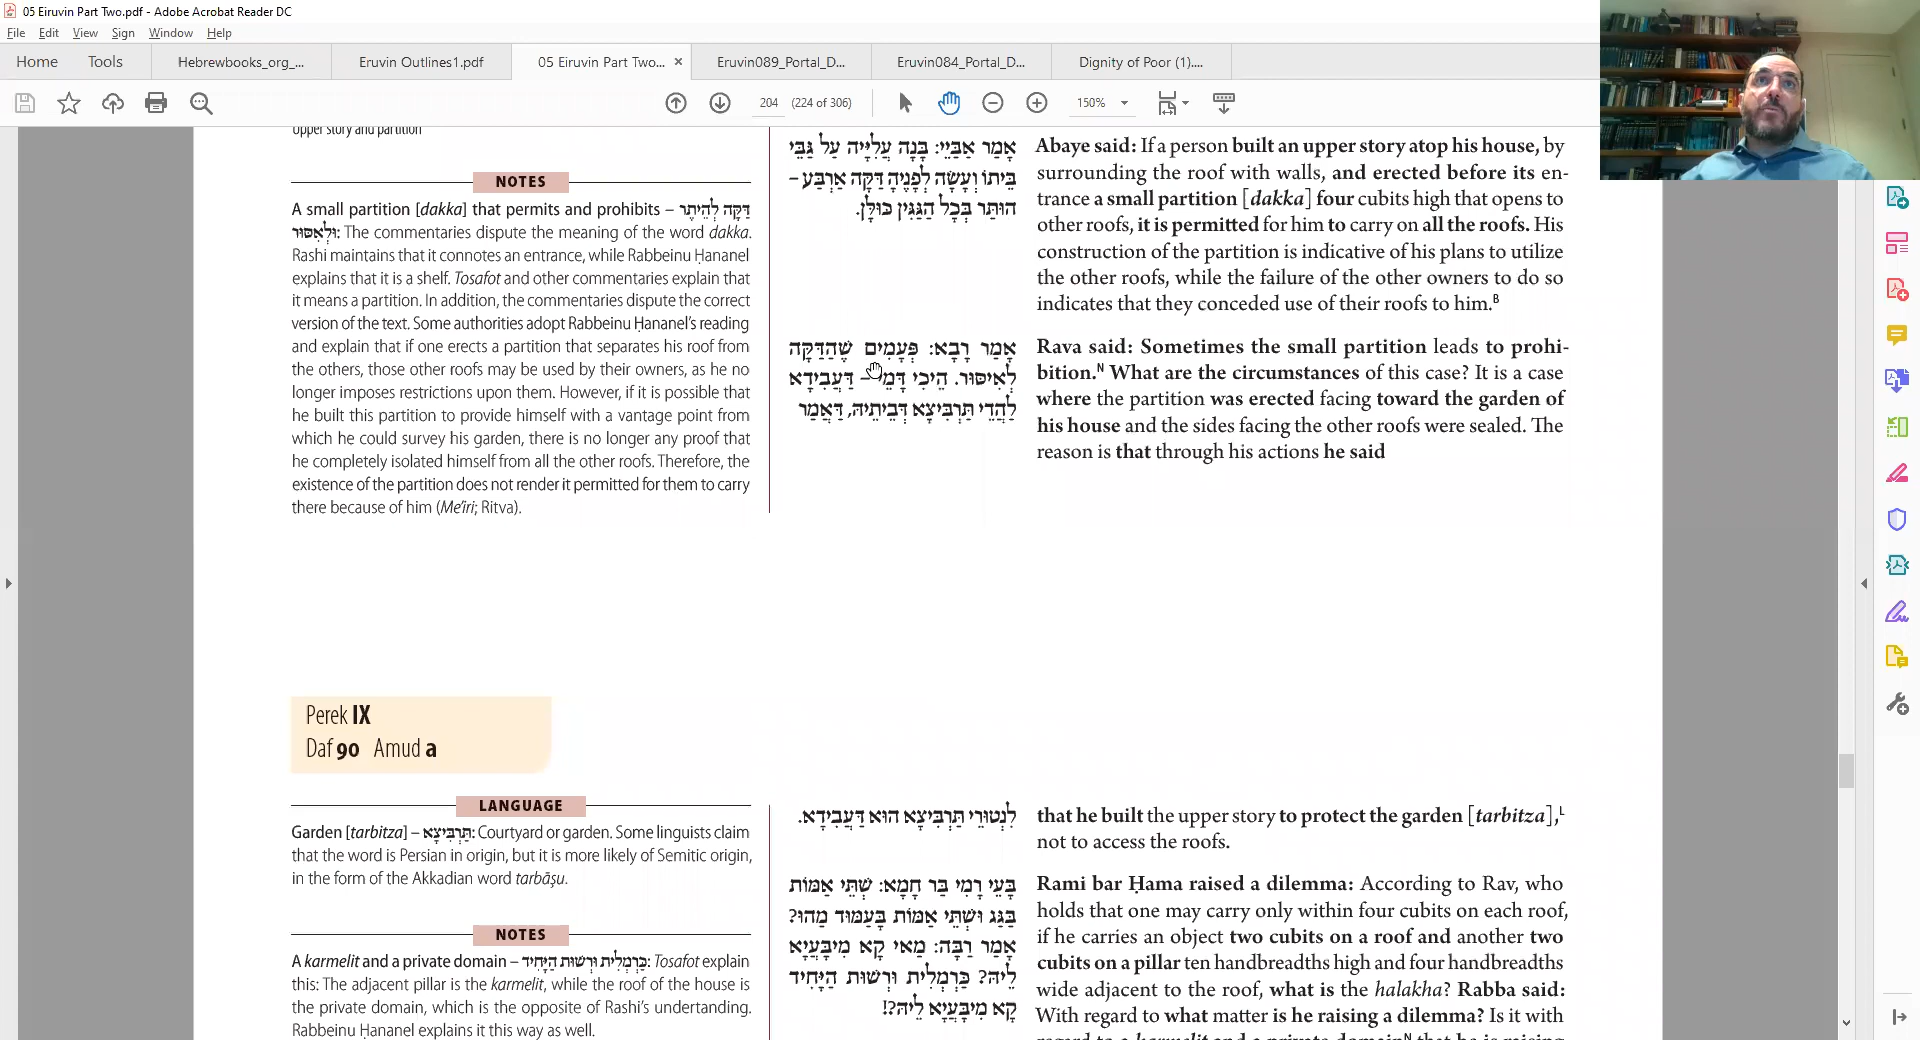 05 Eiruvin Part Two.pdf - Adobe Acrobat Reader DC
File Edit View Sign Window Help
Home Tools Hebrewbooks_org_... Eruvin Outlines1.pdf 05 Eiruvin Part Two... × Eruvin089_Portal_D... Eruvin084_Portal_D... Dignity of Poor (1)....
204 (224 of 306) 150%
Upper story and partition
NOTES
A small partition [dakka] that permits and prohibits – דַּקָּה לְהֶיתֵּר
וּלְאִסּוּר: The commentaries dispute the meaning of the word dakka.
Rashi maintains that it connotes an entrance, while Rabbeinu Ḥananel
explains that it is a shelf. Tosafot and other commentaries explain that
it means a partition. In addition, the commentaries dispute the correct
version of the text. Some authorities adopt Rabbeinu Ḥananel's reading
and explain that if one erects a partition that separates his roof from
the others, those other roofs may be used by their owners, as he no
longer imposes restrictions upon them. However, if it is possible that
he built this partition to provide himself with a vantage point from
which he could survey his garden, there is no longer any proof that
he completely isolated himself from all the other roofs. Therefore, the
existence of the partition does not render it permitted for them to carry
there because of him (Me'iri; Ritva).
אָמַר אַבַּיֵי: בָּנָה עֲלִיָּיה עַל גַּבֵּי
בֵּיתוֹ וְעָשָׂה לְפָנֶיהָ דַּקָּה אַרְבַּע –
הוּתַּר בְּכָל הַגַּגִּין כּוּלָּן.
Abaye said: If a person built an upper story atop his house, by
surrounding the roof with walls, and erected before its en-
trance a small partition [dakka] four cubits high that opens to
other roofs, it is permitted for him to carry on all the roofs. His
construction of the partition is indicative of his plans to utilize
the other roofs, while the failure of the other owners to do so
indicates that they conceded use of their roofs to him.ᴮ
אָמַר רָבָא: פְּעָמִים שֶׁהַדַּקָּה
לְאִיסּוּר. הֵיכִי דָּמֵי – דַּעֲבִידָא
לַהֲדֵי תַּרְבִּיצָא דְּבֵיתֵיהּ, דַּאֲמַר
Rava said: Sometimes the small partition leads to prohi-
bition.ᴺ What are the circumstances of this case? It is a case
where the partition was erected facing toward the garden of
his house and the sides facing the other roofs were sealed. The
reason is that through his actions he said
Perek IX
Daf 90 Amud a
LANGUAGE
Garden [tarbitza] – תַּרְבִּיצָא: Courtyard or garden. Some linguists claim
that the word is Persian in origin, but it is more likely of Semitic origin,
in the form of the Akkadian word tarbāṣu.
NOTES
A karmelit and a private domain – כַּרְמְלִית וּרְשׁוּת הַיָּחִיד: Tosafot explain
this: The adjacent pillar is the karmelit, while the roof of the house is
the private domain, which is the opposite of Rashi's undertanding.
Rabbeinu Ḥananel explains it this way as well.
לִנְטוּרֵי תַּרְבִּיצָא הוּא דַּעֲבִידָא.
that he built the upper story to protect the garden [tarbitza],ᴸ
not to access the roofs.
בָּעֵי רָמֵי בַּר חָמָא: שְׁתֵּי אַמּוֹת
בַּגַּג וּשְׁתֵּי אַמּוֹת בָּעַמּוּד מַהוּ?
אֲמַר רַבָּה: מַאי קָא מִיבָּעֲיָא
לֵיהּ? כַּרְמְלִית וּרְשׁוּת הַיָּחִיד
קָא מִיבָּעֲיָא לֵיהּ?!
Rami bar Ḥama raised a dilemma: According to Rav, who
holds that one may carry only within four cubits on each roof,
if he carries an object two cubits on a roof and another two
cubits on a pillar ten handbreadths high and four handbreadths
wide adjacent to the roof, what is the halakha? Rabba said:
With regard to what matter is he raising a dilemma? Is it with
regard to a karmelit and a private domainᴺ that he is raising